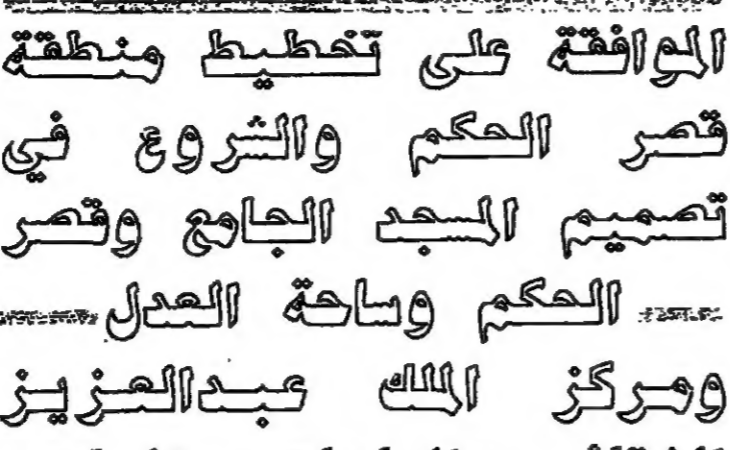 الموافقة على تخطيط منطقة
قصر الحكم والشروع في
تصميم المسجد الجامع وقصر
الحكم وساحة العدل
ومركز الملك عبدالعزيز